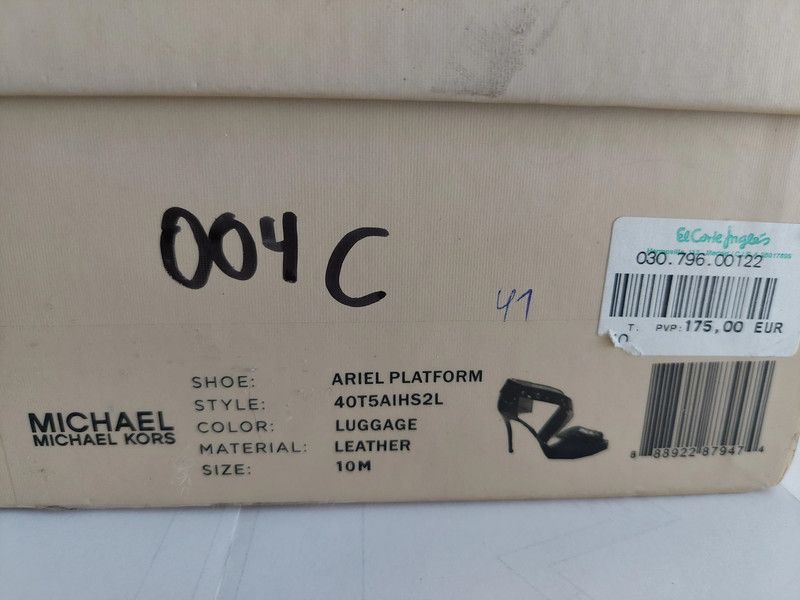 004 C
41
El Corte Inglés
030.796.00122
T. PVP: 175,00 EUR
SHOE: ARIEL PLATFORM
STYLE: 40T5AIHS2L
COLOR: LUGGAGE
MATERIAL: LEATHER
SIZE: 10M
MICHAEL
MICHAEL KORS
8 88922 87947 4